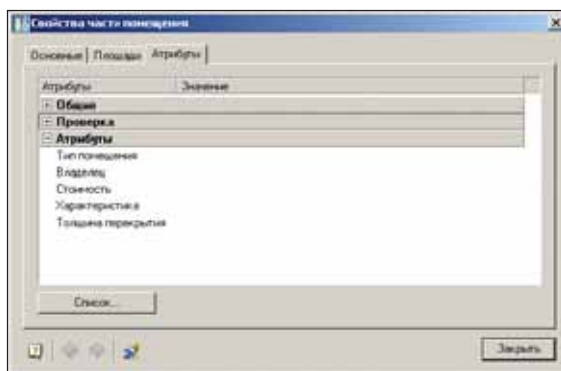 Свойства части помещения
Основные Площади Атрибуты
Атрибуты Значение
Общие
Проверка
Атрибуты
Тип помещения
Владелец
Стоимость
Характеристика
Толщина перекрытия
Список...
Закрыть